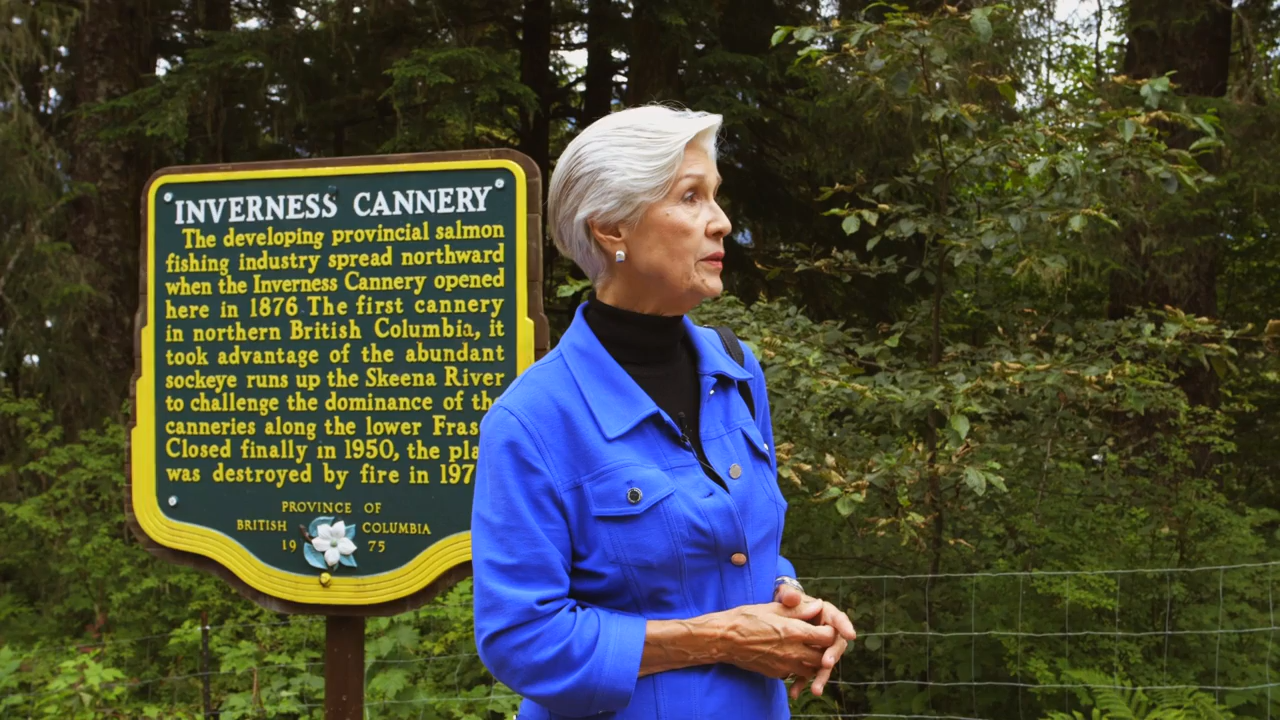 INVERNESS CANNERY
The developing provincial salmon
fishing industry spread northward
when the Inverness Cannery opened
here in 1876 The first cannery
in northern British Columbia, it
took advantage of the abundant
sockeye runs up the Skeena River
to challenge the dominance of the
canneries along the lower
Closed finally in 1950, the
was destroyed by fire in
PROVINCE OF
BRITISH COLUMBIA
19 75